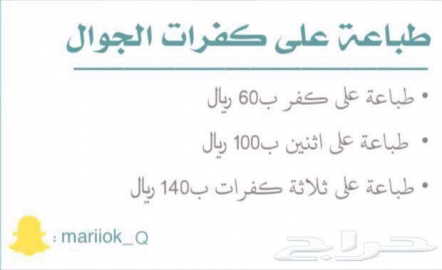 طباعة على كفرات الجوال
• طباعة على كفر ب60 ريال
• طباعة على اثنين ب100 ريال
• طباعة على ثلاثة كفرات ب140 ريال
: mariiok_Q
حراج